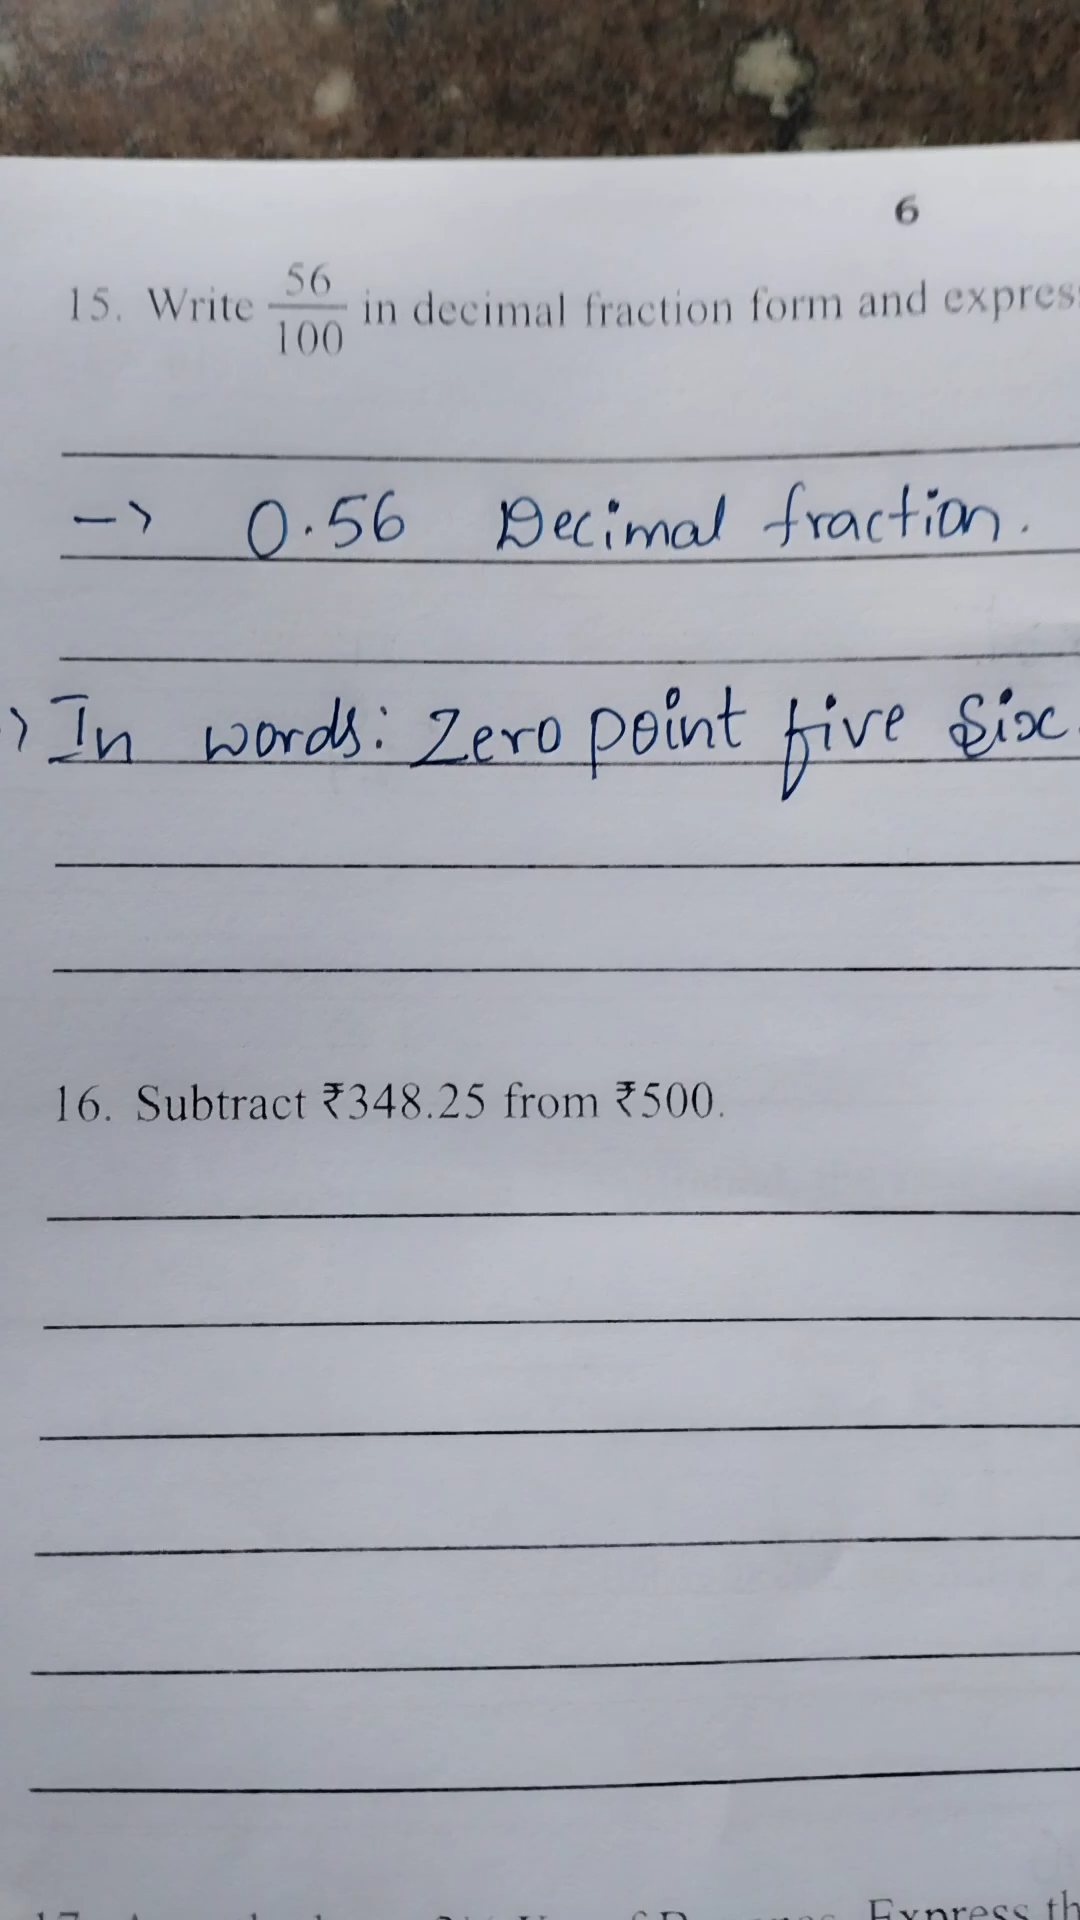 6
15. Write 56/100 in decimal fraction form and expres
-> 0.56 Decimal fraction.
> In words: Zero point five six.
16. Subtract ₹348.25 from ₹500.
Express th